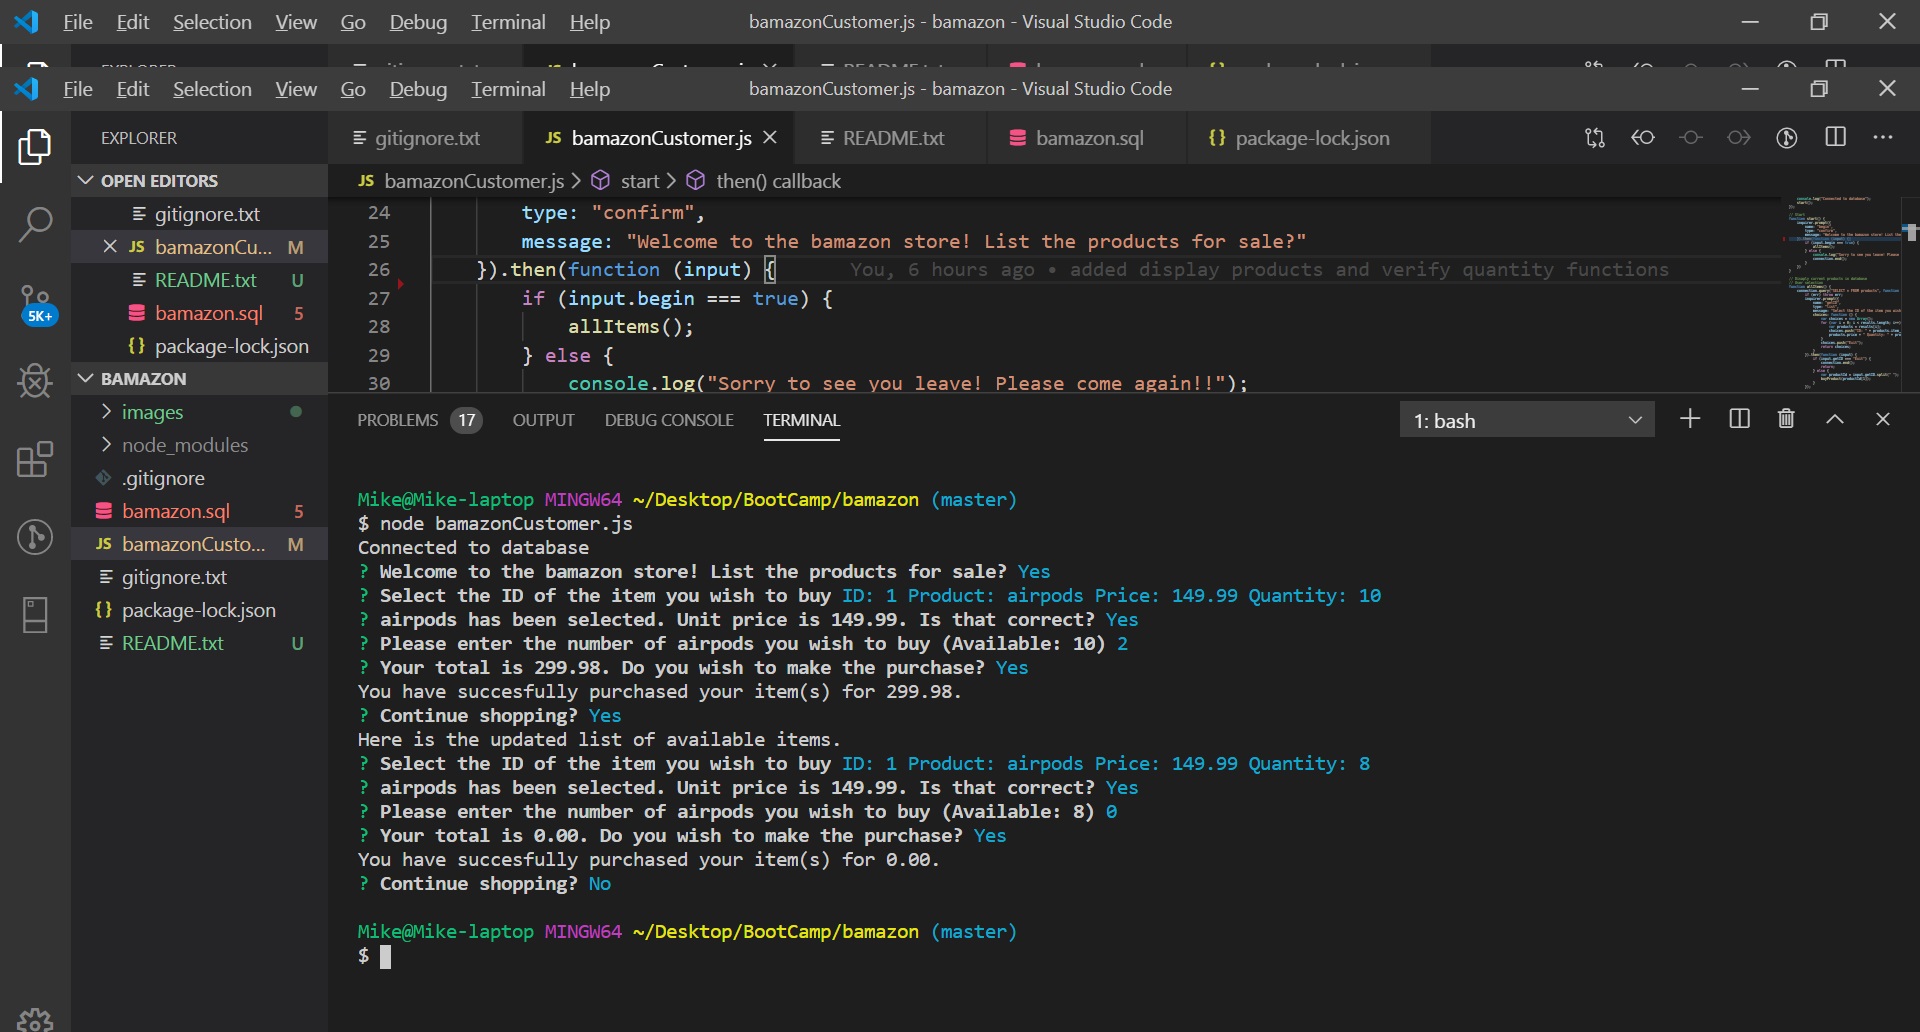 File Edit Selection View Go Debug Terminal Help bamazonCustomer.js - bamazon - Visual Studio Code
File Edit Selection View Go Debug Terminal Help bamazonCustomer.js - bamazon - Visual Studio Code
EXPLORER
gitignore.txt JS bamazonCustomer.js README.txt bamazon.sql {} package-lock.json
OPEN EDITORS
gitignore.txt
JS bamazonCu... M
README.txt U
bamazon.sql 5
{} package-lock.json
5K+
BAMAZON
images
node_modules
.gitignore
bamazon.sql 5
JS bamazonCusto... M
gitignore.txt
{} package-lock.json
README.txt U
JS bamazonCustomer.js > start > then() callback
24 type: "confirm",
25 message: "Welcome to the bamazon store! List the products for sale?"
26 }).then(function (input) { You, 6 hours ago • added display products and verify quantity functions
27 if (input.begin === true) {
28 allItems();
29 } else {
30 console.log("Sorry to see you leave! Please come again!!");
PROBLEMS 17 OUTPUT DEBUG CONSOLE TERMINAL 1: bash
Mike@Mike-laptop MINGW64 ~/Desktop/BootCamp/bamazon (master)
$ node bamazonCustomer.js
Connected to database
? Welcome to the bamazon store! List the products for sale? Yes
? Select the ID of the item you wish to buy ID: 1 Product: airpods Price: 149.99 Quantity: 10
? airpods has been selected. Unit price is 149.99. Is that correct? Yes
? Please enter the number of airpods you wish to buy (Available: 10) 2
? Your total is 299.98. Do you wish to make the purchase? Yes
You have succesfully purchased your item(s) for 299.98.
? Continue shopping? Yes
Here is the updated list of available items.
? Select the ID of the item you wish to buy ID: 1 Product: airpods Price: 149.99 Quantity: 8
? airpods has been selected. Unit price is 149.99. Is that correct? Yes
? Please enter the number of airpods you wish to buy (Available: 8) 0
? Your total is 0.00. Do you wish to make the purchase? Yes
You have succesfully purchased your item(s) for 0.00.
? Continue shopping? No
Mike@Mike-laptop MINGW64 ~/Desktop/BootCamp/bamazon (master)
$